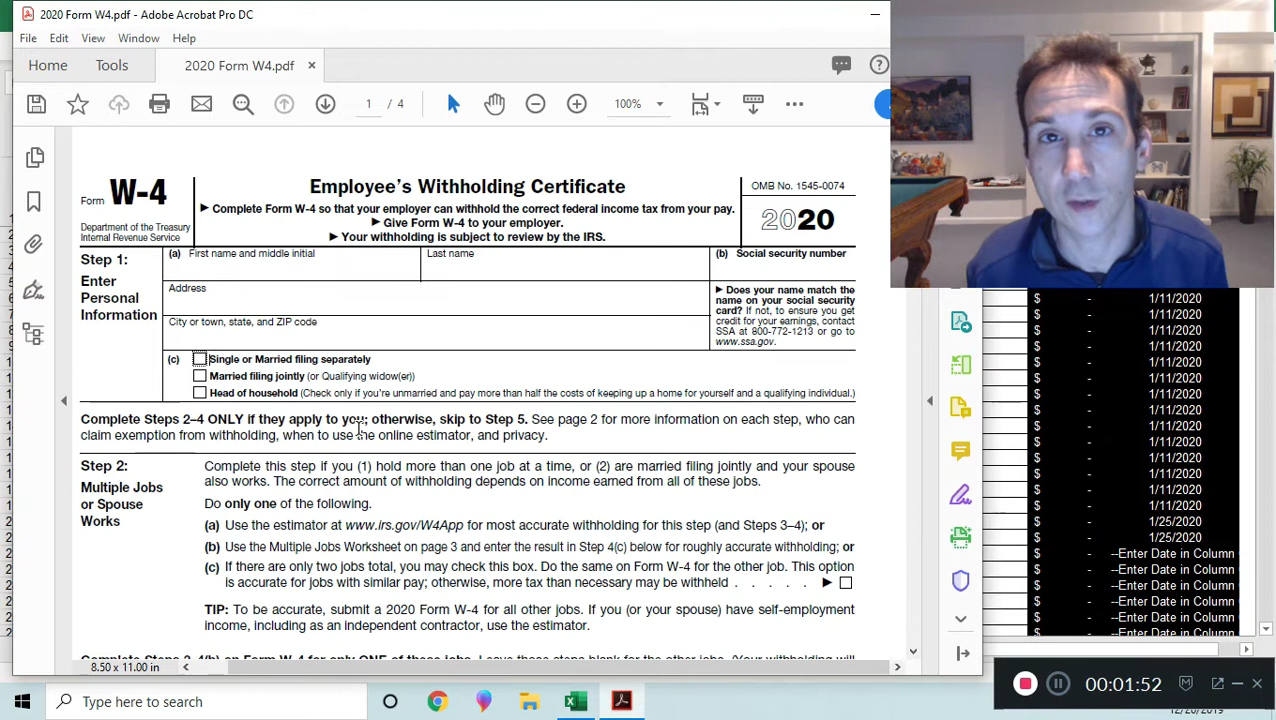 2020 Form W4.pdf - Adobe Acrobat Pro DC
File Edit View Window Help
Home Tools 2020 Form W4.pdf ×
1 / 4 100%
Form W-4
Department of the Treasury
Internal Revenue Service
Employee's Withholding Certificate
▶ Complete Form W-4 so that your employer can withhold the correct federal income tax from your pay.
▶ Give Form W-4 to your employer.
▶ Your withholding is subject to review by the IRS.
OMB No. 1545-0074
2020
Step 1:
Enter
Personal
Information
(a) First name and middle initial
Last name
(b) Social security number
Address
City or town, state, and ZIP code
▶ Does your name match the
name on your social security
card? If not, to ensure you get
credit for your earnings, contact
SSA at 800-772-1213 or go to
www.ssa.gov.
(c) Single or Married filing separately
Married filing jointly (or Qualifying widow(er))
Head of household (Check only if you're unmarried and pay more than half the costs of keeping up a home for yourself and a qualifying individual.)
Complete Steps 2–4 ONLY if they apply to you; otherwise, skip to Step 5. See page 2 for more information on each step, who can
claim exemption from withholding, when to use the online estimator, and privacy.
Step 2:
Multiple Jobs
or Spouse
Works
Complete this step if you (1) hold more than one job at a time, or (2) are married filing jointly and your spouse
also works. The correct amount of withholding depends on income earned from all of these jobs.
Do only one of the following.
(a) Use the estimator at www.irs.gov/W4App for most accurate withholding for this step (and Steps 3–4); or
(b) Use the Multiple Jobs Worksheet on page 3 and enter the result in Step 4(c) below for roughly accurate withholding; or
(c) If there are only two jobs total, you may check this box. Do the same on Form W-4 for the other job. This option
is accurate for jobs with similar pay; otherwise, more tax than necessary may be withheld . . . . . ▶
TIP: To be accurate, submit a 2020 Form W-4 for all other jobs. If you (or your spouse) have self-employment
income, including as an independent contractor, use the estimator.
8.50 x 11.00 in
$ - 1/11/2020
$ - 1/11/2020
$ - 1/11/2020
$ - 1/11/2020
$ - 1/11/2020
$ - 1/11/2020
$ - 1/11/2020
$ - 1/11/2020
$ - 1/11/2020
$ - 1/11/2020
$ - 1/11/2020
$ - 1/11/2020
$ - 1/11/2020
$ - 1/11/2020
$ - 1/25/2020
$ - 1/25/2020
$ - --Enter Date in Column
$ - --Enter Date in Column
$ - --Enter Date in Column
$ - --Enter Date in Column
$ - --Enter Date in Column
$ - --Enter Date in Column
00:01:52
Type here to search